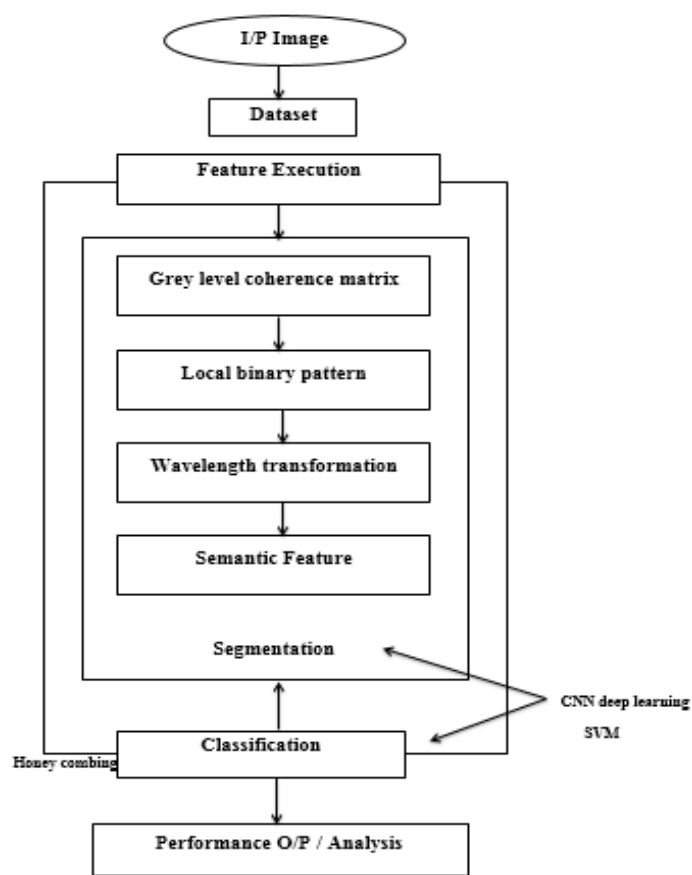 I/P Image
Dataset
Feature Execution
Grey level coherence matrix
Local binary pattern
Wavelength transformation
Semantic Feature
Segmentation
CNN deep learning
SVM
Classification
Honey combing
Performance O/P / Analysis